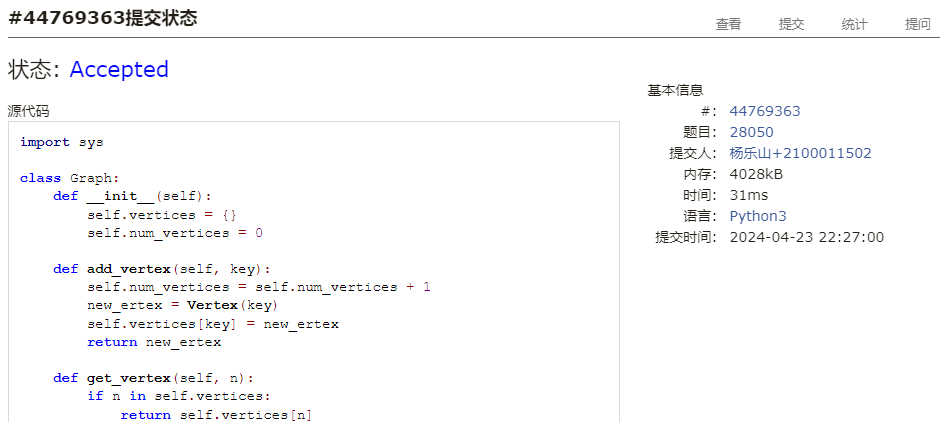 #44769363提交状态
查看 提交 统计 提问
状态: Accepted
源代码
import sys
class Graph:
def __init__(self):
self.vertices = {}
self.num_vertices = 0
def add_vertex(self, key):
self.num_vertices = self.num_vertices + 1
new_ertex = Vertex(key)
self.vertices[key] = new_ertex
return new_ertex
def get_vertex(self, n):
if n in self.vertices:
return self.vertices[n]
基本信息
#: 44769363
题目: 28050
提交人: 杨乐山+2100011502
内存: 4028kB
时间: 31ms
语言: Python3
提交时间: 2024-04-23 22:27:00